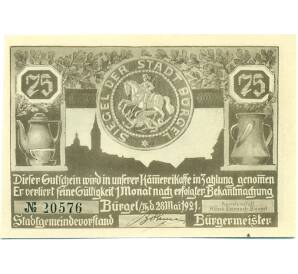 75 SIEGEL DER STADT BÜRGEL 75
Dieser Gutschein wird in unserer Kämmereikasse in Zahlung genommen
Er verliert seine Gültigkeit 1 Monat nach erfolgter Bekanntmachung
№ 20576
Bürgel i/Th. d. 28 Mai 1921
Stadtgemeindevorstand Bürgermeister